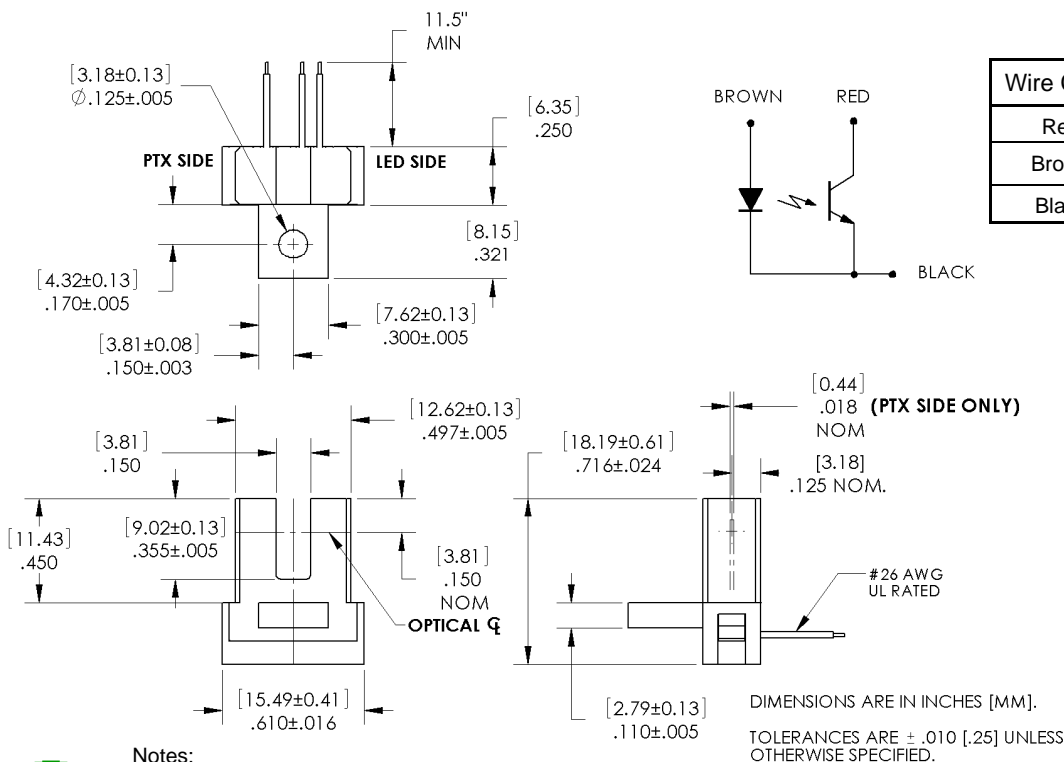 11.5"
MIN
[3.18±0.13]
Ø.125±.005
[6.35]
.250
PTX SIDE
LED SIDE
[8.15]
.321
[4.32±0.13]
.170±.005
[7.62±0.13]
.300±.005
[3.81±0.08]
.150±.003
BROWN
RED
BLACK
Wire
[12.62±0.13]
.497±.005
[3.81]
.150
[11.43]
.450
[9.02±0.13]
.355±.005
[3.81]
.150
NOM
OPTICAL ℄
[15.49±0.41]
.610±.016
[0.44]
.018 (PTX SIDE ONLY)
NOM
[18.19±0.61]
.716±.024
[3.18]
.125 NOM.
#26 AWG
UL RATED
[2.79±0.13]
.110±.005
DIMENSIONS ARE IN INCHES [MM].
TOLERANCES ARE ± .010 [.25] UNLESS
OTHERWISE SPECIFIED.
Notes: